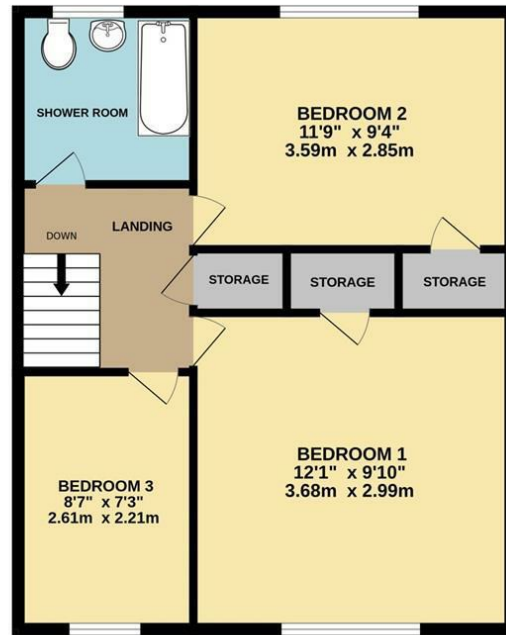 SHOWER ROOM
BEDROOM 2
11'9" x 9'4"
3.59m x 2.85m
LANDING
DOWN
STORAGE
STORAGE
STORAGE
BEDROOM 1
12'1" x 9'10"
3.68m x 2.99m
BEDROOM 3
8'7" x 7'3"
2.61m x 2.21m